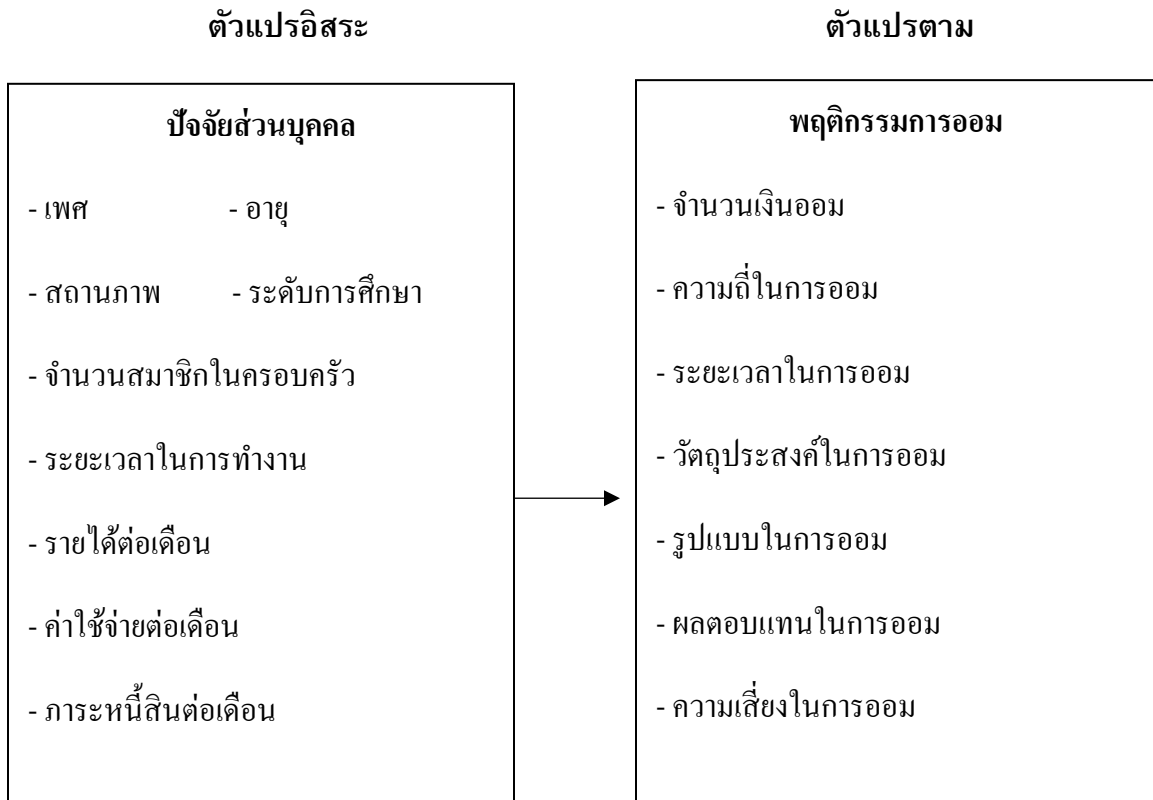 ตัวแปรอิสระ
ตัวแปรตาม
ปัจจัยส่วนบุคคล
- เพศ - อายุ
- สถานภาพ - ระดับการศึกษา
- จำนวนสมาชิกในครอบครัว
- ระยะเวลาในการทำงาน
- รายได้ต่อเดือน
- ค่าใช้จ่ายต่อเดือน
- ภาระหนี้สินต่อเดือน
พฤติกรรมการออม
- จำนวนเงินออม
- ความถี่ในการออม
- ระยะเวลาในการออม
- วัตถุประสงค์ในการออม
- รูปแบบในการออม
- ผลตอบแทนในการออม
- ความเสี่ยงในการออม